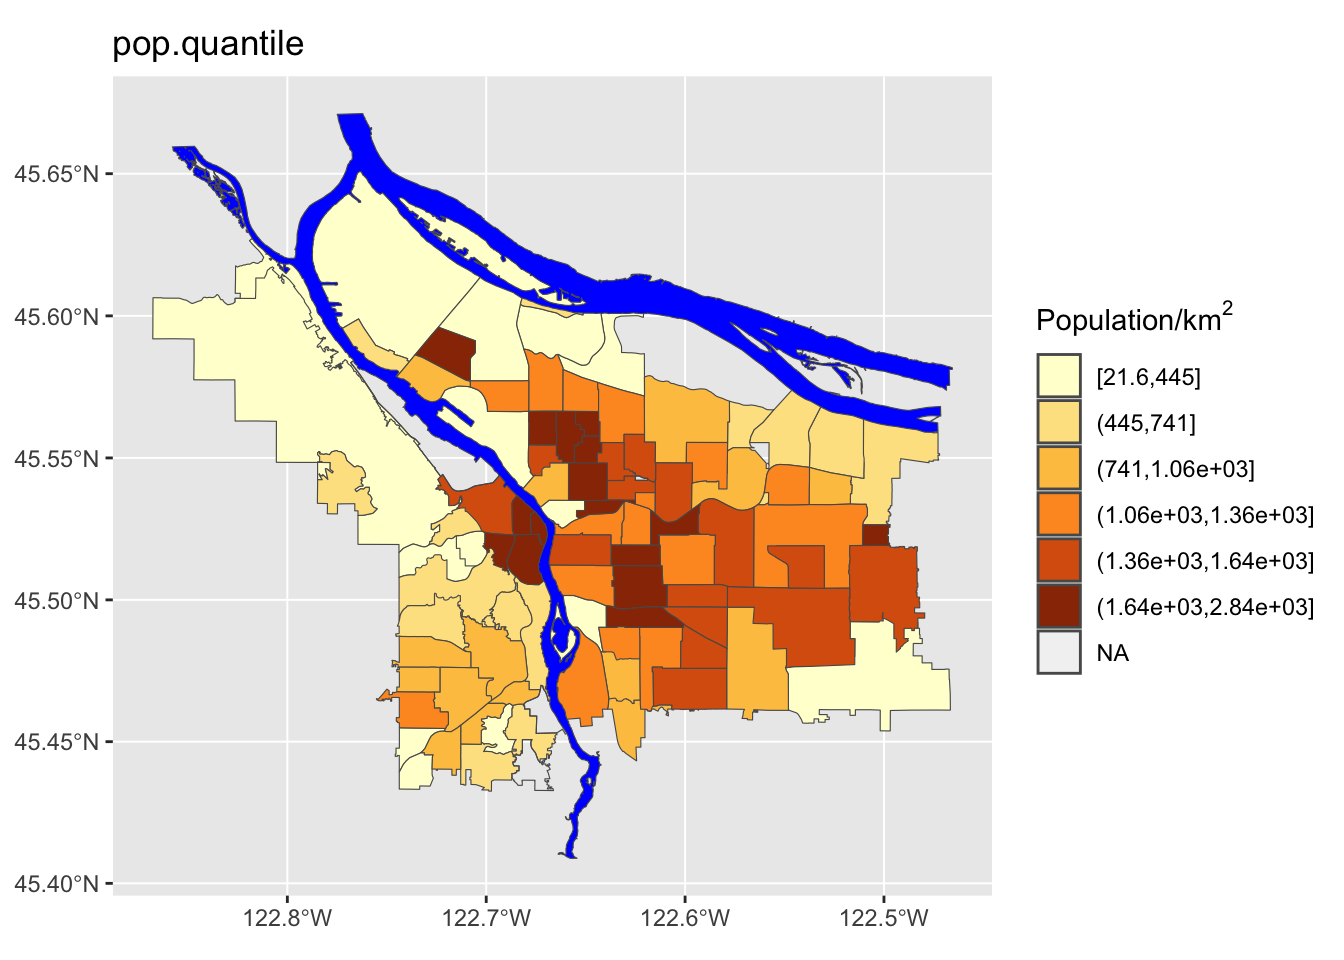 pop.quantile
45.65°N
45.60°N
45.55°N
45.50°N
45.45°N
45.40°N
122.8°W 122.7°W 122.6°W 122.5°W
Population/km²
[21.6,445]
(445,741]
(741,1.06e+03]
(1.06e+03,1.36e+03]
(1.36e+03,1.64e+03]
(1.64e+03,2.84e+03]
NA